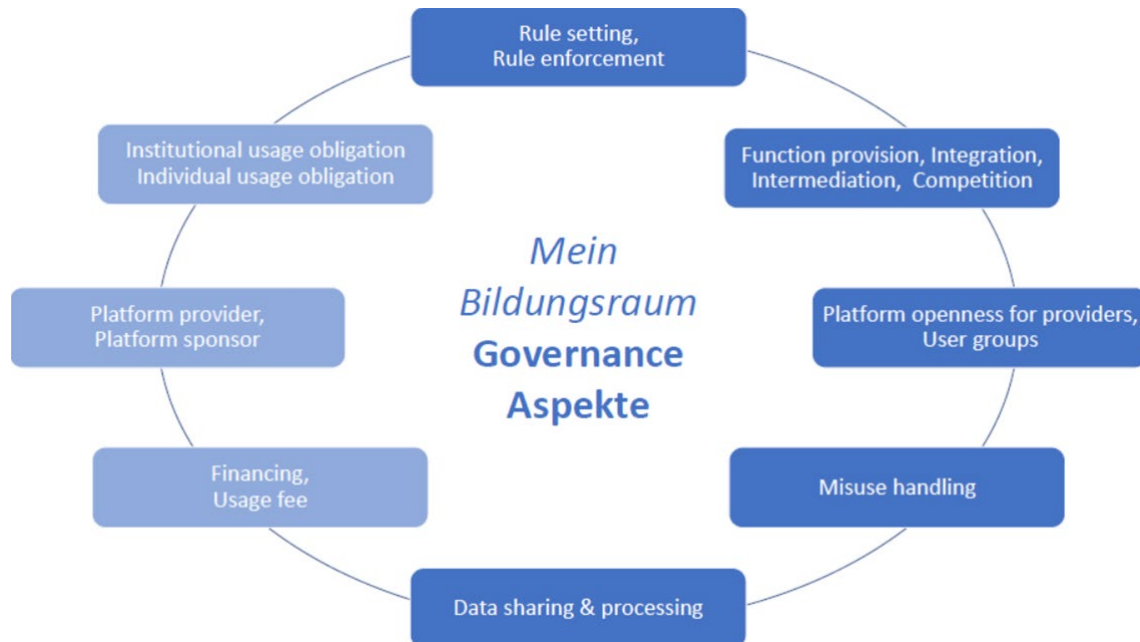 Rule setting,
Rule enforcement
Institutional usage obligation
Individual usage obligation
Function provision, Integration,
Intermediation, Competition
Mein
Bildungsraum
Governance
Aspekte
Platform provider,
Platform sponsor
Platform openness for providers,
User groups
Financing,
Usage fee
Misuse handling
Data sharing & processing